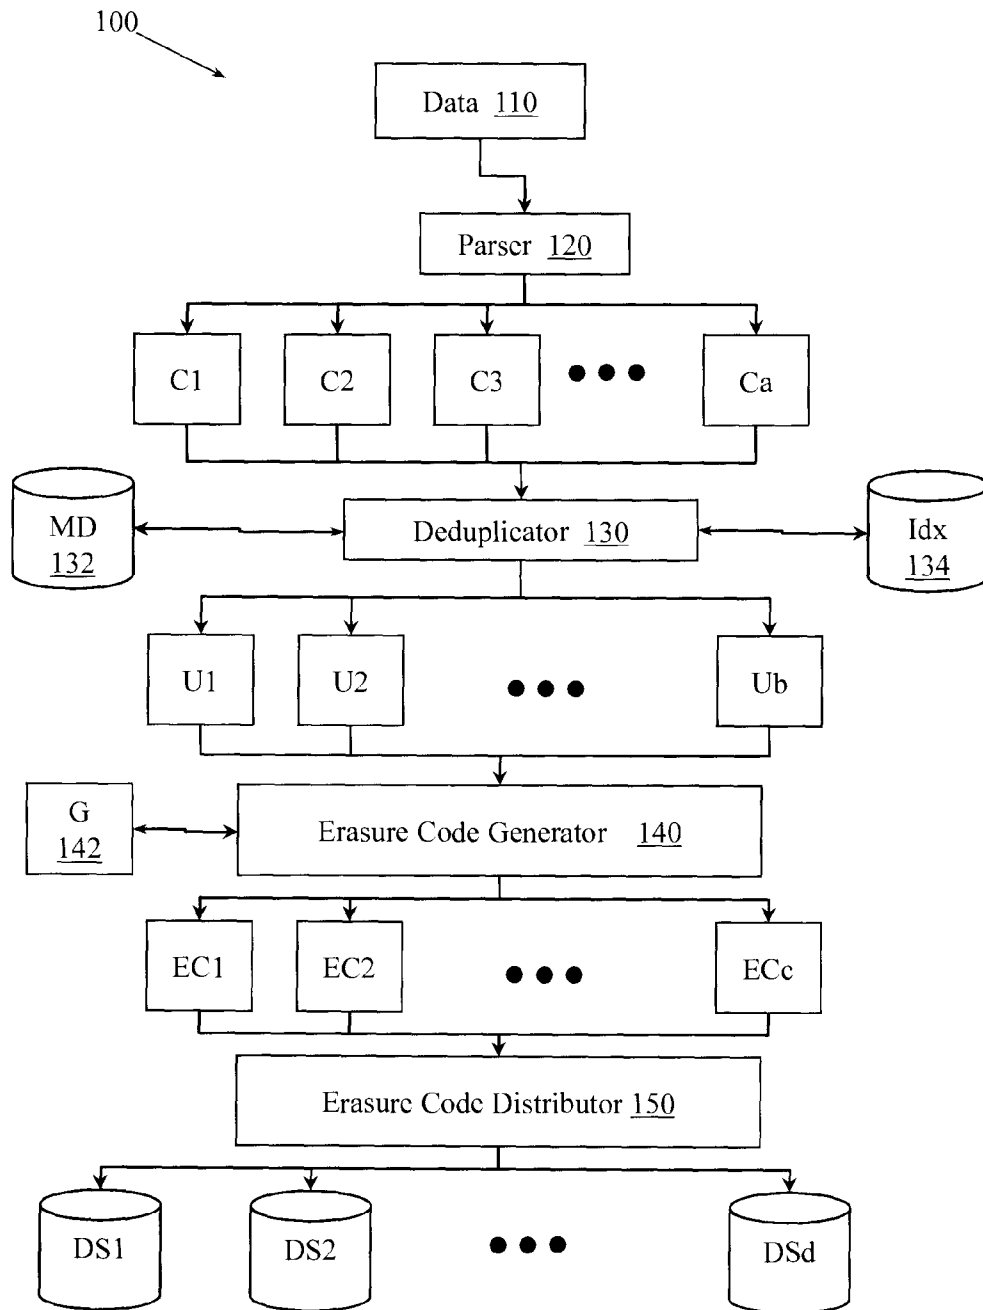 100
Data 110
Parser 120
C1 C2 C3 Ca
MD
132
Deduplicator 130
Idx
134
U1 U2 Ub
G
142
Erasure Code Generator 140
EC1 EC2 ECc
Erasure Code Distributor 150
DS1 DS2 DSd